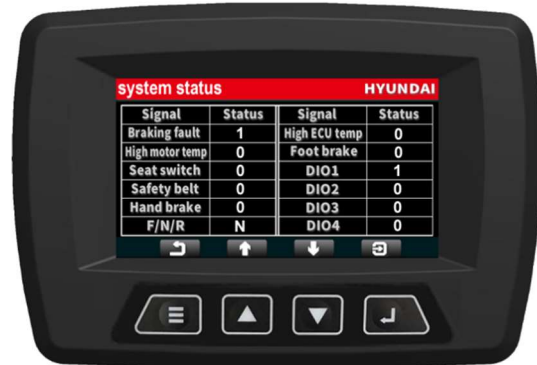 system status HYUNDAI
Signal Status Signal Status
Braking fault 1 High ECU temp 0
High motor temp 0 Foot brake 0
Seat switch 0 DIO1 1
Safety belt 0 DIO2 0
Hand brake 0 DIO3 0
F/N/R N DIO4 0